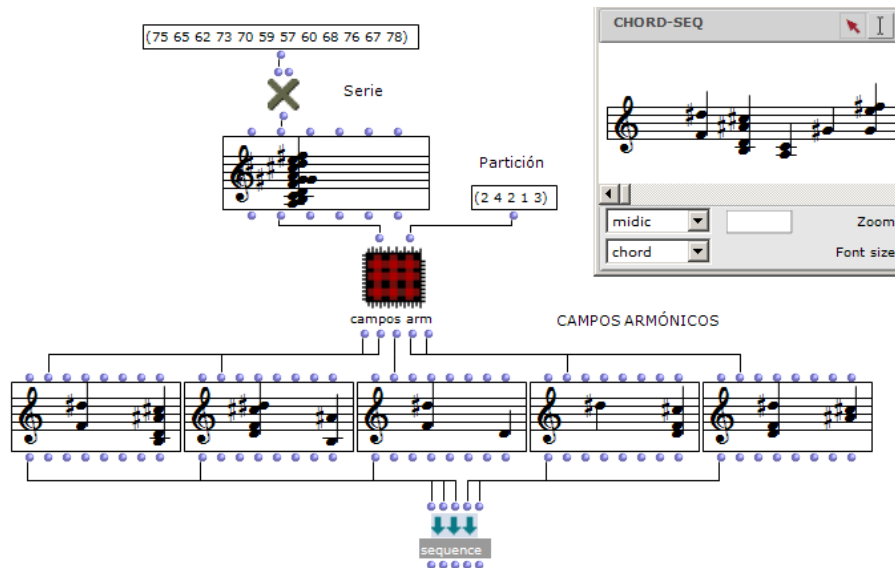 CHORD-SEQ
(75 65 62 73 70 59 57 60 68 76 67 78)
Serie
Partición
(2 4 2 1 3)
midic
Zoom
chord
Font size
campos arm
CAMPOS ARMÓNICOS
sequence